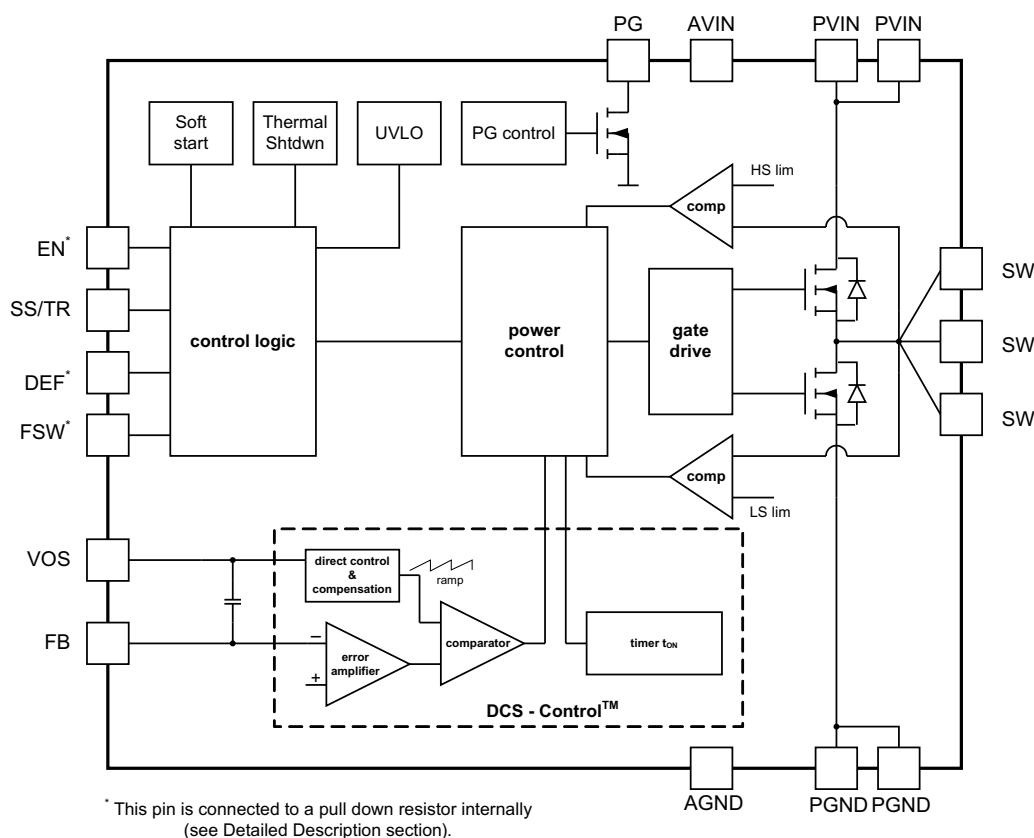 PG
AVIN
PVIN
PVIN
Soft
start
Thermal
Shtdwn
UVLO
PG control
HS lim
comp
EN*
SS/TR
DEF*
FSW*
control logic
power
control
gate
drive
SW
SW
SW
comp
LS lim
VOS
FB
direct control
&
compensation
ramp
−
error
amplifier
+
comparator
timer tON
DCS - Control™
AGND
PGND
PGND
* This pin is connected to a pull down resistor internally
(see Detailed Description section).